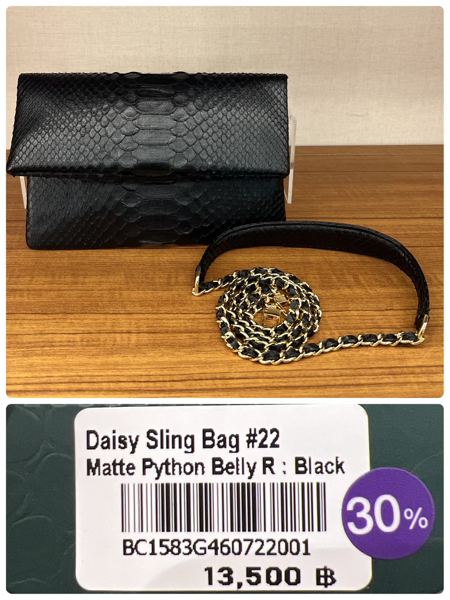 Daisy Sling Bag #22
Matte Python Belly R : Black
30%
BC1583G460722001
13,500 ฿